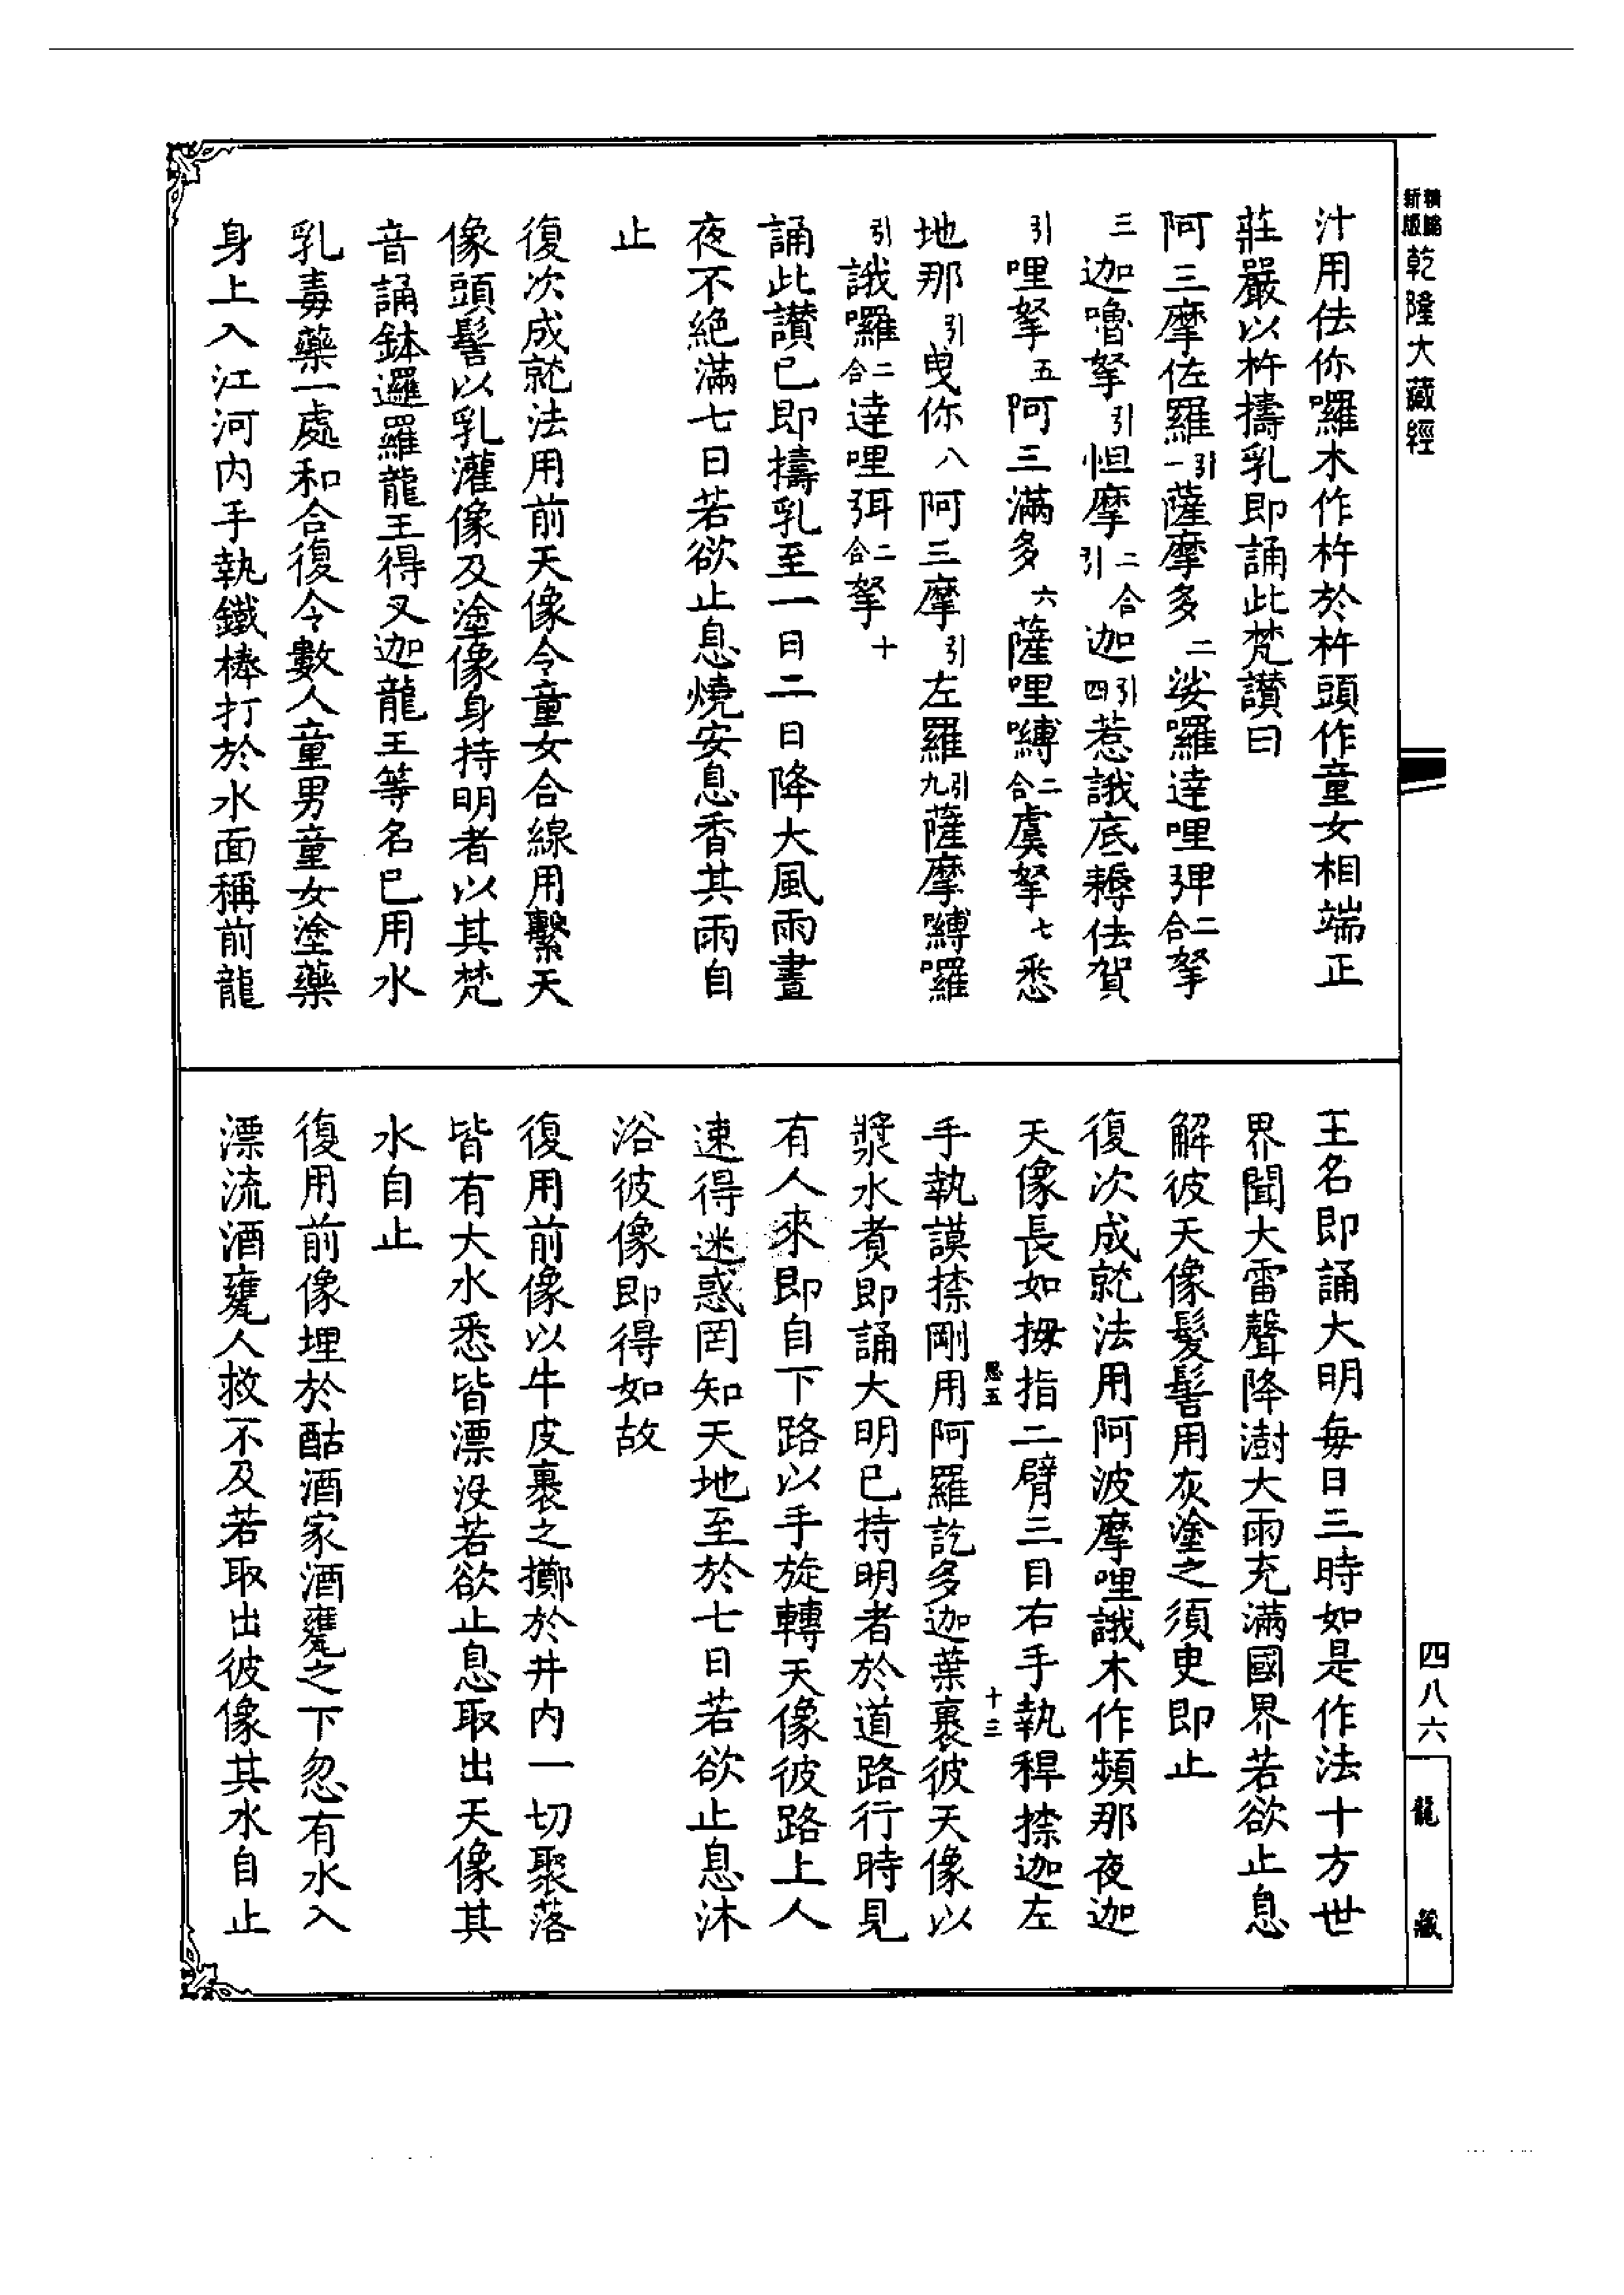 乾隆大藏經
汁用佉你囉木作杵於杵頭作童女相端正
莊嚴以杵擣乳即誦此梵讚曰
阿三摩佐羅引一薩摩多二娑囉達哩弭二合拏
三迦嚕拏引怛摩二合引迦引四惹誐底耨佉賀
引哩拏五阿三滿多六薩哩嚩二合虞拏七悉
地那引曳你八阿三摩引左羅引九薩摩嚩囉
引誐囉二合達哩弭二合拏十
誦此讚已即擣乳至一日二日降大風雨晝
夜不絕滿七日若欲止息燒安息香其雨自
止
復次成就法用前天像令童女合線用繫天
像頭髻以乳灌像及塗像身持明者以其梵
音誦鉢邏羅龍王得叉迦龍王等名已用水
乳毒藥一處和合復令數人童男童女塗藥
身上入江河內手執鐵棒打於水面稱前龍
王名即誦大明每日三時如是作法十方世
界聞大雷聲降澍大雨充滿國界若欲止息
解彼天像髮髻用灰塗之須臾即止
復次成就法用阿波摩哩誐木作頻那夜迦
天像長如拇指二臂三目右手執稈捺迦左
手執謨捺剛用阿羅訖多迦葉裹彼天像以
漿水煑即誦大明已持明者於道路行時見
有人來即自下路以手旋轉天像彼路上人
速得迷惑罔知天地至於七日若欲止息沐
浴彼像即得如故
復用前像以牛皮裹之擲於井內一切聚落
皆有大水悉皆漂沒若欲止息取出天像其
水自止
復用前像埋於酤酒家酒甕之下忽有水入
漂流酒甕人救不及若取出彼像其水自止
思五
十三
四八六
龍藏